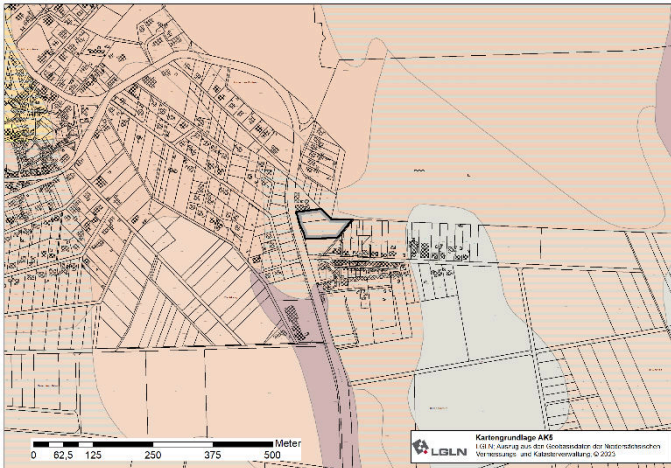 0 62,5 125 250 375 500 Meter
LGLN
Kartengrundlage AK5
LGLN: Auszug aus den Geobasisdaten der Niedersächsischen
Vermessungs- und Katasterverwaltung, © 2023